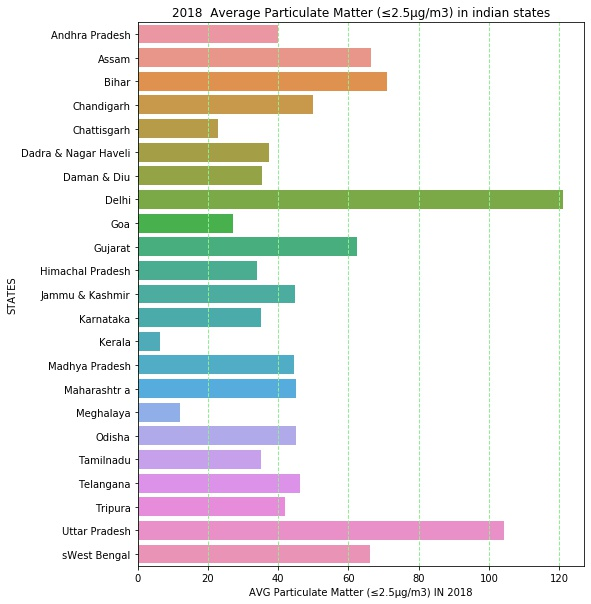 2018  Average Particulate Matter (≤2.5µg/m3) in indian states
Andhra Pradesh
Assam
Bihar
Chandigarh
Chattisgarh
Dadra & Nagar Haveli
Daman & Diu
Delhi
Goa
Gujarat
Himachal Pradesh
Jammu & Kashmir
Karnataka
Kerala
Madhya Pradesh
Maharashtr a
Meghalaya
Odisha
Tamilnadu
Telangana
Tripura
Uttar Pradesh
sWest Bengal
STATES
0 20 40 60 80 100 120
AVG Particulate Matter (≤2.5µg/m3) IN 2018